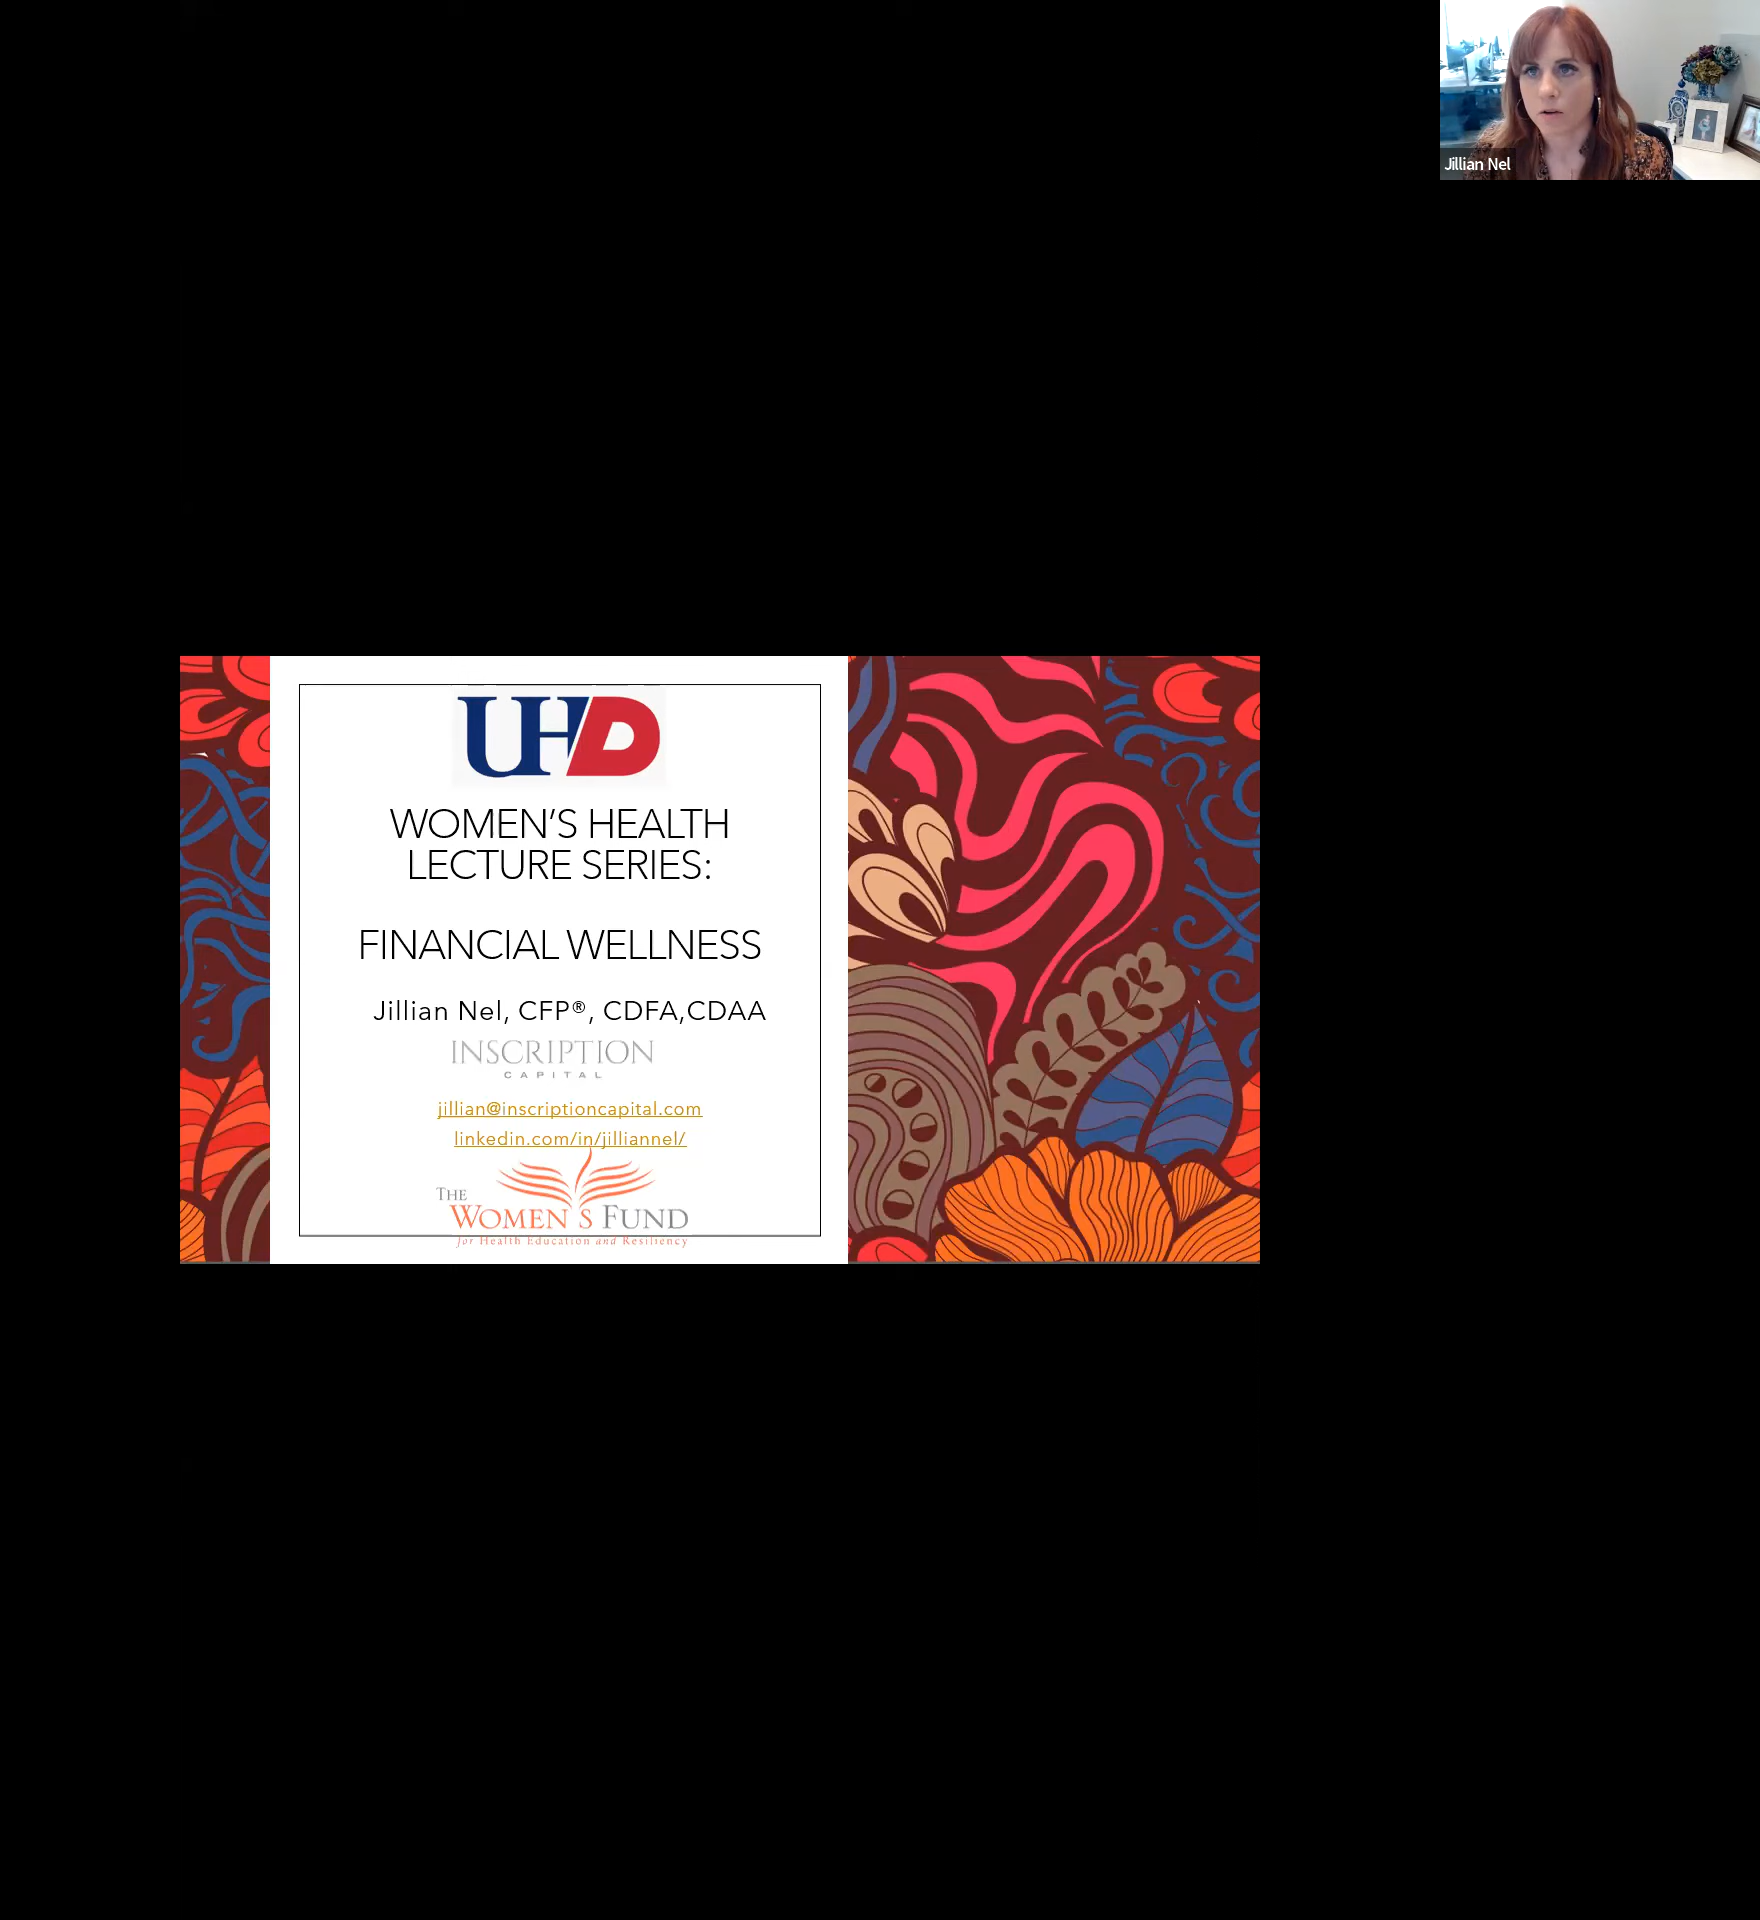 Jillian Nel
UHD
WOMEN’S HEALTH
LECTURE SERIES:
FINANCIAL WELLNESS
Jillian Nel, CFP®, CDFA,CDAA
INSCRIPTION
CAPITAL
jillian@inscriptioncapital.com
linkedin.com/in/jilliannel/
THE
WOMEN'S FUND
for Health Education and Resiliency